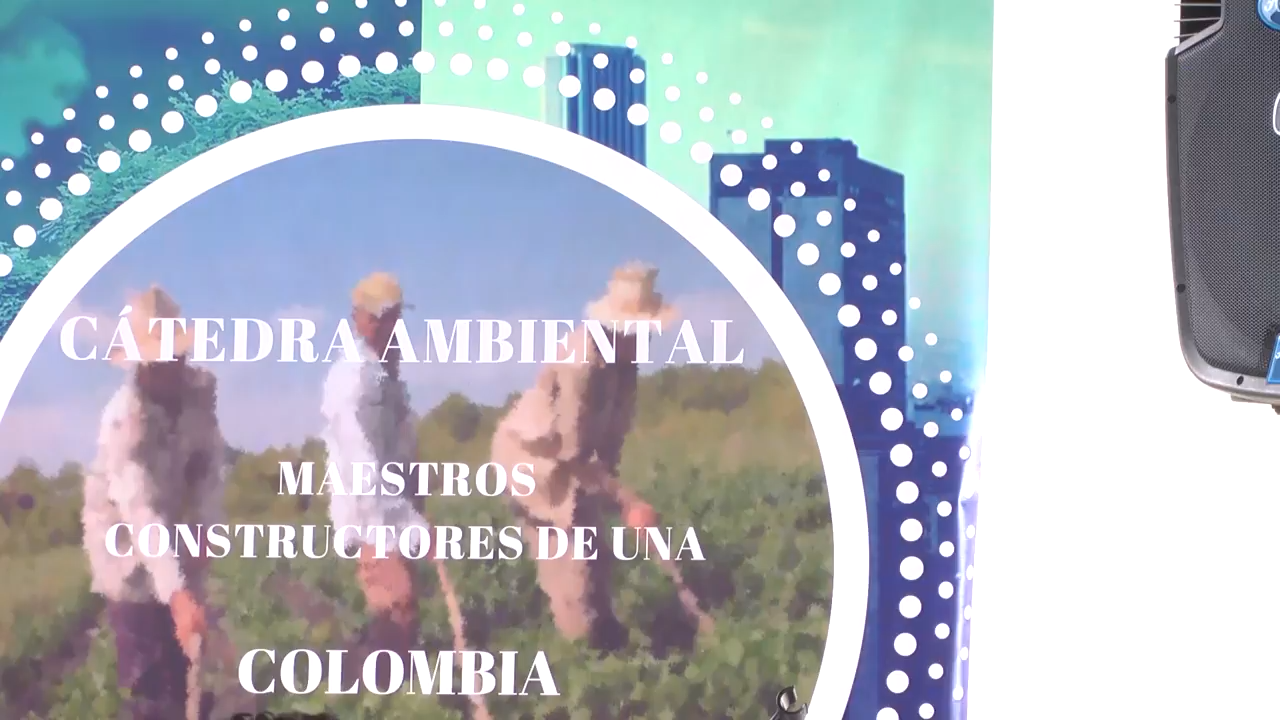 CÁTEDRA AMBIENTAL
MAESTROS
CONSTRUCTORES DE UNA
COLOMBIA